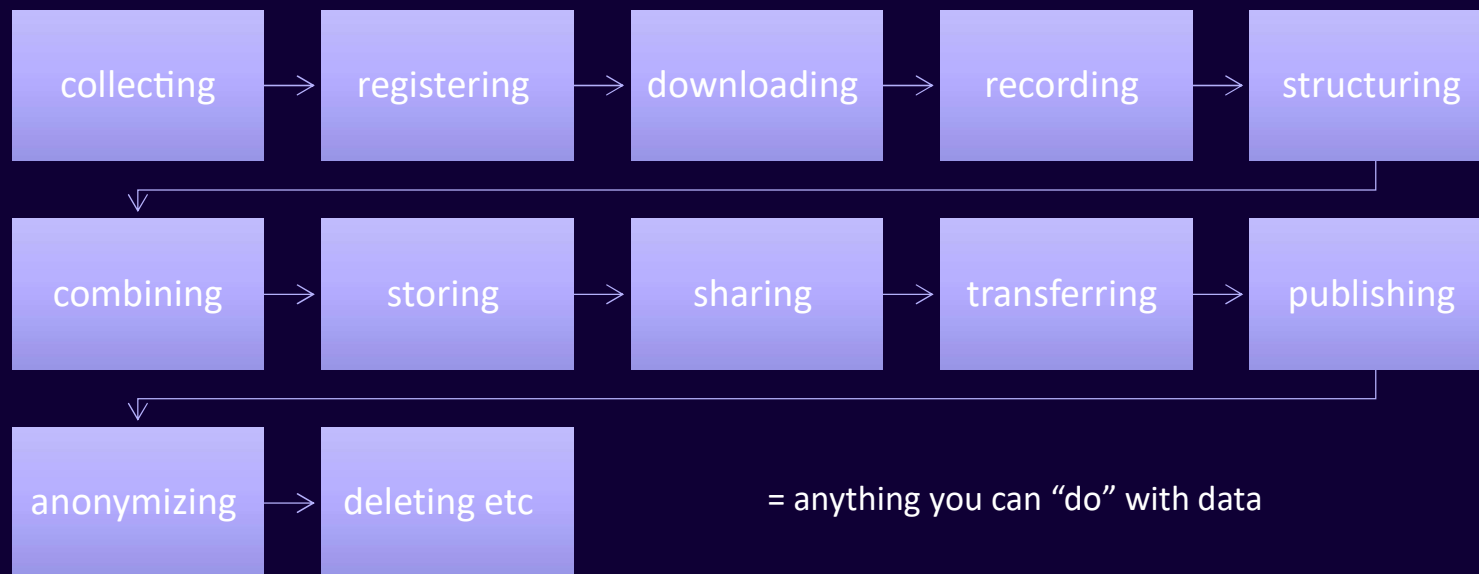 collecting
registering
downloading
recording
structuring
combining
storing
sharing
transferring
publishing
anonymizing
deleting etc
= anything you can “do” with data